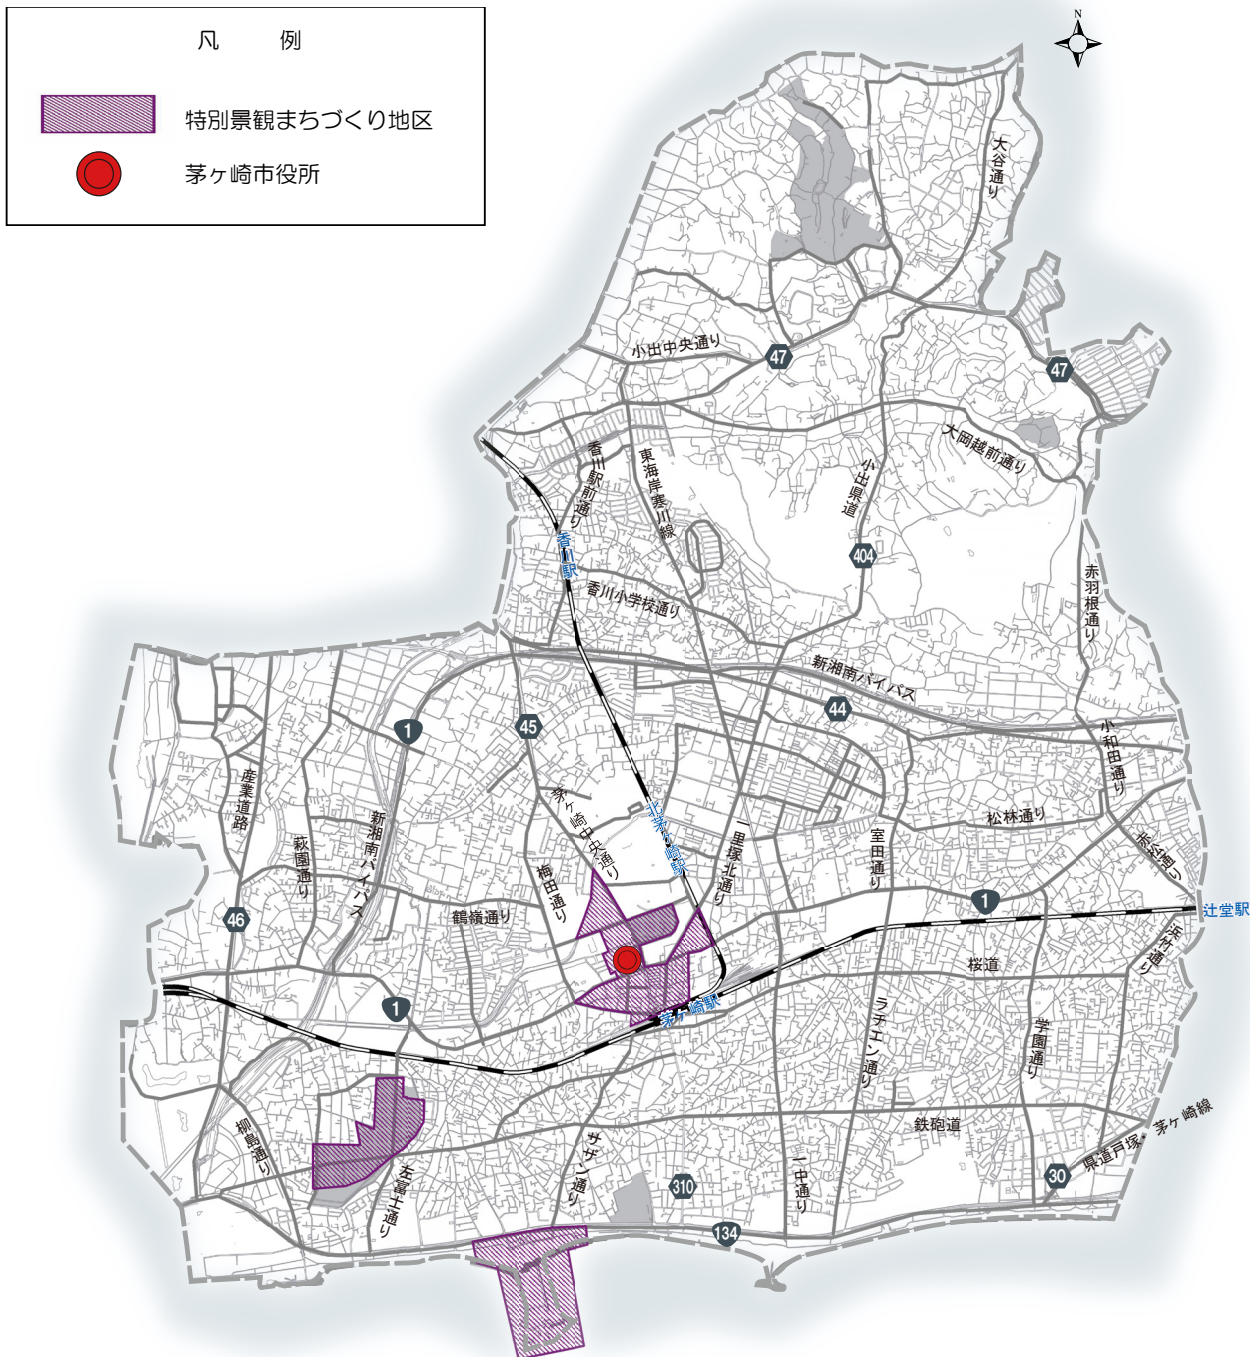 凡 例
特別景観まちづくり地区
茅ヶ崎市役所
N
大谷通り
小出中央通り
47
47
大岡越前通り
香川駅前通り
東海岸寒川線
小出県道
404
香川駅
香川小学校通り
赤羽根通り
新湘南バイパス
44
1
45
小和田通り
産業道路
茅ヶ崎中央通り
北茅ヶ崎駅
松林通り
新湘南バイパス
萩園通り
一里塚北通り
室田通り
赤松通り
梅田通り
鶴嶺通り
46
1
辻堂駅
浜竹通り
桜道
1
茅ヶ崎駅
ラチエン通り
学園通り
柳島通り
鉄砲道
県道戸塚・茅ヶ崎線
サザン通り
左富士通り
一中通り
310
30
134